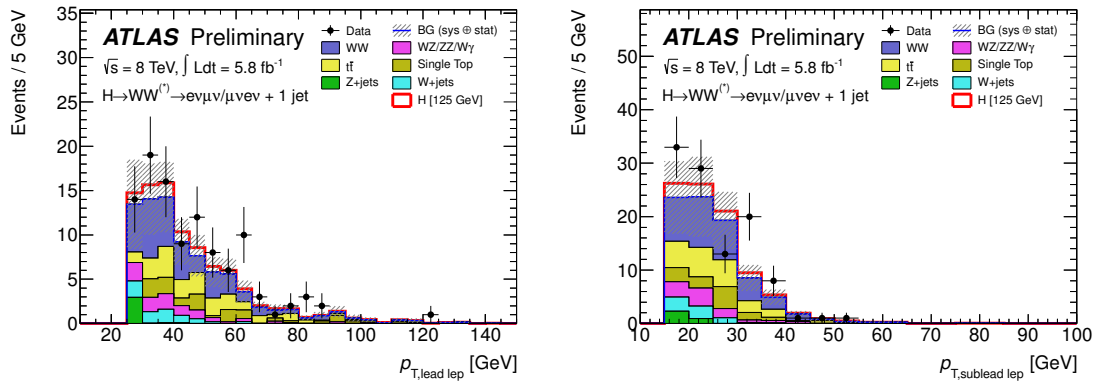 Events / 5 GeV
35
30
25
20
15
10
5
0
ATLAS Preliminary
√s = 8 TeV, ∫ Ldt = 5.8 fb⁻¹
H→WW⁽*⁾→eνμν/μνeν + 1 jet
Data
BG (sys ⊕ stat)
WW
WZ/ZZ/Wγ
tt̄
Single Top
Z+jets
W+jets
H [125 GeV]
20 40 60 80 100 120 140
p_T,lead lep [GeV]
Events / 5 GeV
50
40
30
20
10
0
ATLAS Preliminary
√s = 8 TeV, ∫ Ldt = 5.8 fb⁻¹
H→WW⁽*⁾→eνμν/μνeν + 1 jet
Data
BG (sys ⊕ stat)
WW
WZ/ZZ/Wγ
tt̄
Single Top
Z+jets
W+jets
H [125 GeV]
10 20 30 40 50 60 70 80 90 100
p_T,sublead lep [GeV]